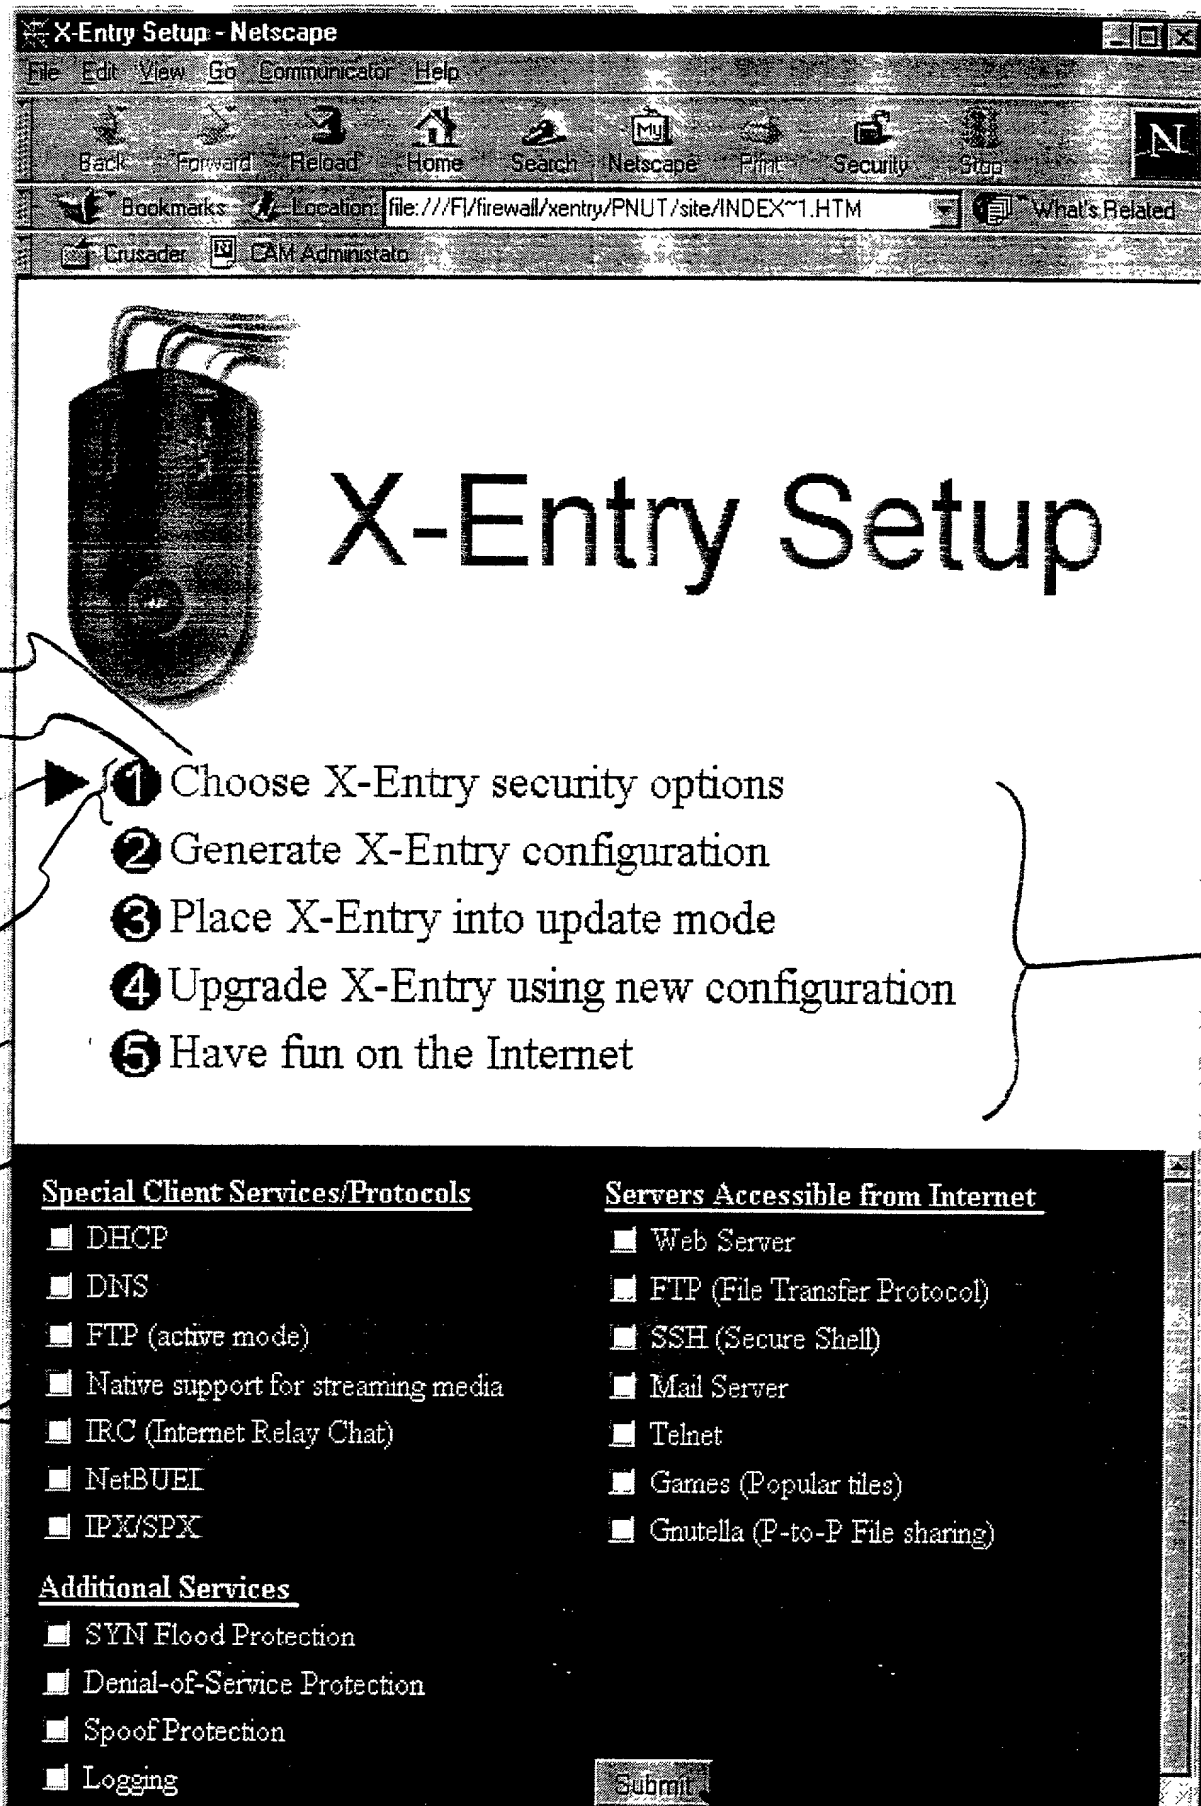 X-Entry Setup - Netscape
File Edit View Go Communicator Help
Back Forward Reload Home Search Netscape Print Security Stop
My
N
Bookmarks Location: file:///F|/firewall/xentry/PNUT/site/INDEX~1.HTM What's Related
Crusader CAM Administrato
X-Entry Setup
1 Choose X-Entry security options
2 Generate X-Entry configuration
3 Place X-Entry into update mode
4 Upgrade X-Entry using new configuration
5 Have fun on the Internet
Special Client Services/Protocols
DHCP
DNS
FTP (active mode)
Native support for streaming media
IRC (Internet Relay Chat)
NetBUEI
IPX/SPX
Servers Accessible from Internet
Web Server
FTP (File Transfer Protocol)
SSH (Secure Shell)
Mail Server
Telnet
Games (Popular tiles)
Gnutella (P-to-P File sharing)
Additional Services
SYN Flood Protection
Denial-of-Service Protection
Spoof Protection
Logging
Submit